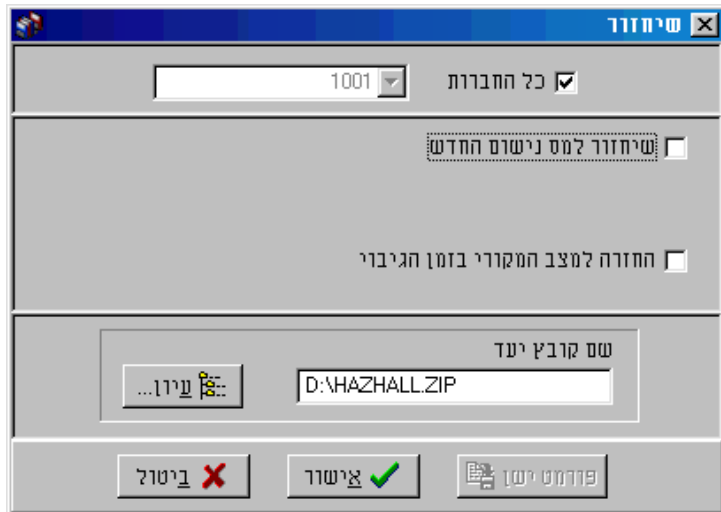 שיחזור
כל החברות 1001
שיחזור למס נישום החדש
החזרה למצב המקורי בזמן הגיבוי
שם קובץ יעד
D:\HAZHALL.ZIP עיון...
פורמט ישן אישור ביטול